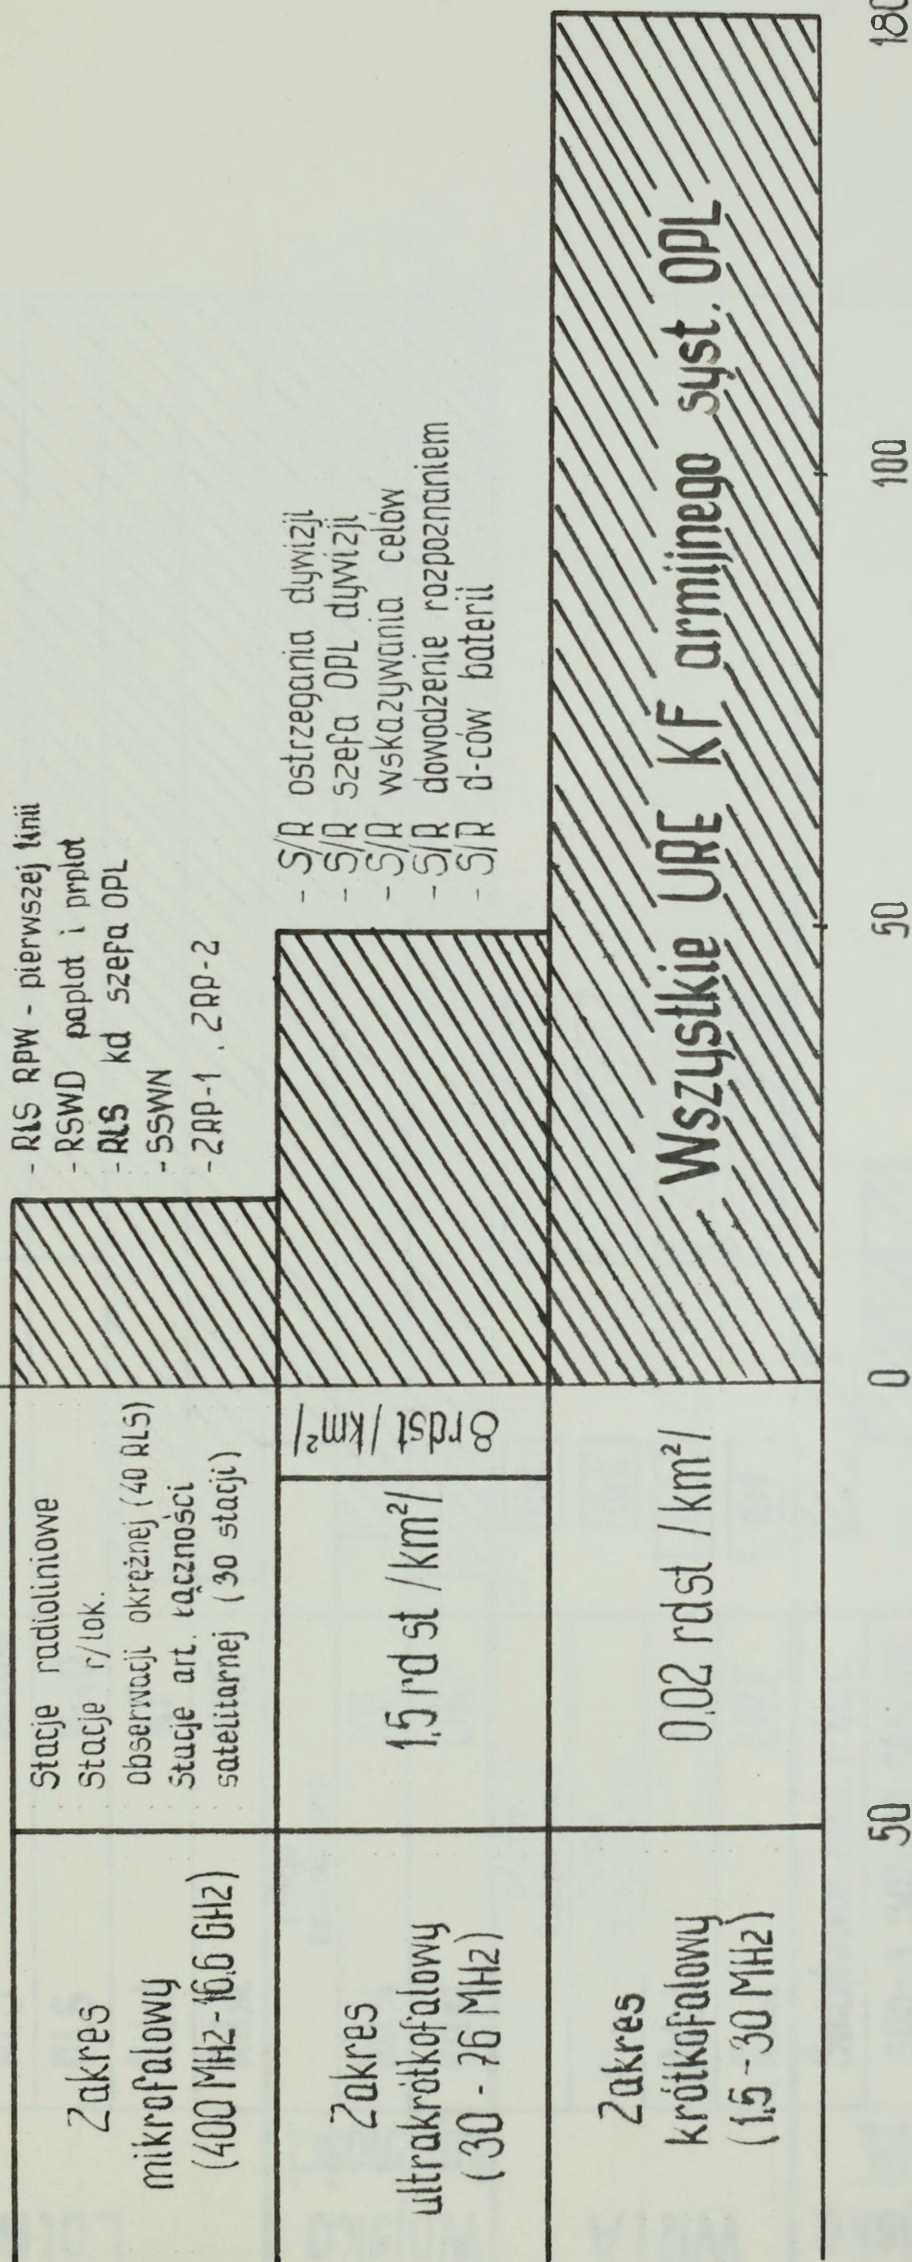 Zakres
mikrofalowy
(400 MHz-16.6 GHz)
Stacje radioliniowe
Stacje r/lok.
obserwacji okrężnej (40 RLS)
Stacje art. łączności
satelitarnej (30 stacji)
- RLS RPW - pierwszej linii
- RSWD paplot i prplot
- RLS kd szefa OPL
- SSWN
- 2RP-1, 2RP-2
Zakres
ultrakrótkofalowy
(30 - 76 MHz)
1,5 rd st /km²/
8 rdst /km²/
- S/R ostrzegania dywizji
- S/R szefa OPL dywizji
- S/R wskazywania celów
- S/R dowodzenie rozpoznaniem
- S/R d-ców baterii
Zakres
krótkofalowy
(1.5-30 MHz)
0.02 rdst /km²/
Wszystkie URE KF armijnego syst. OPL
50 0 50 100 180